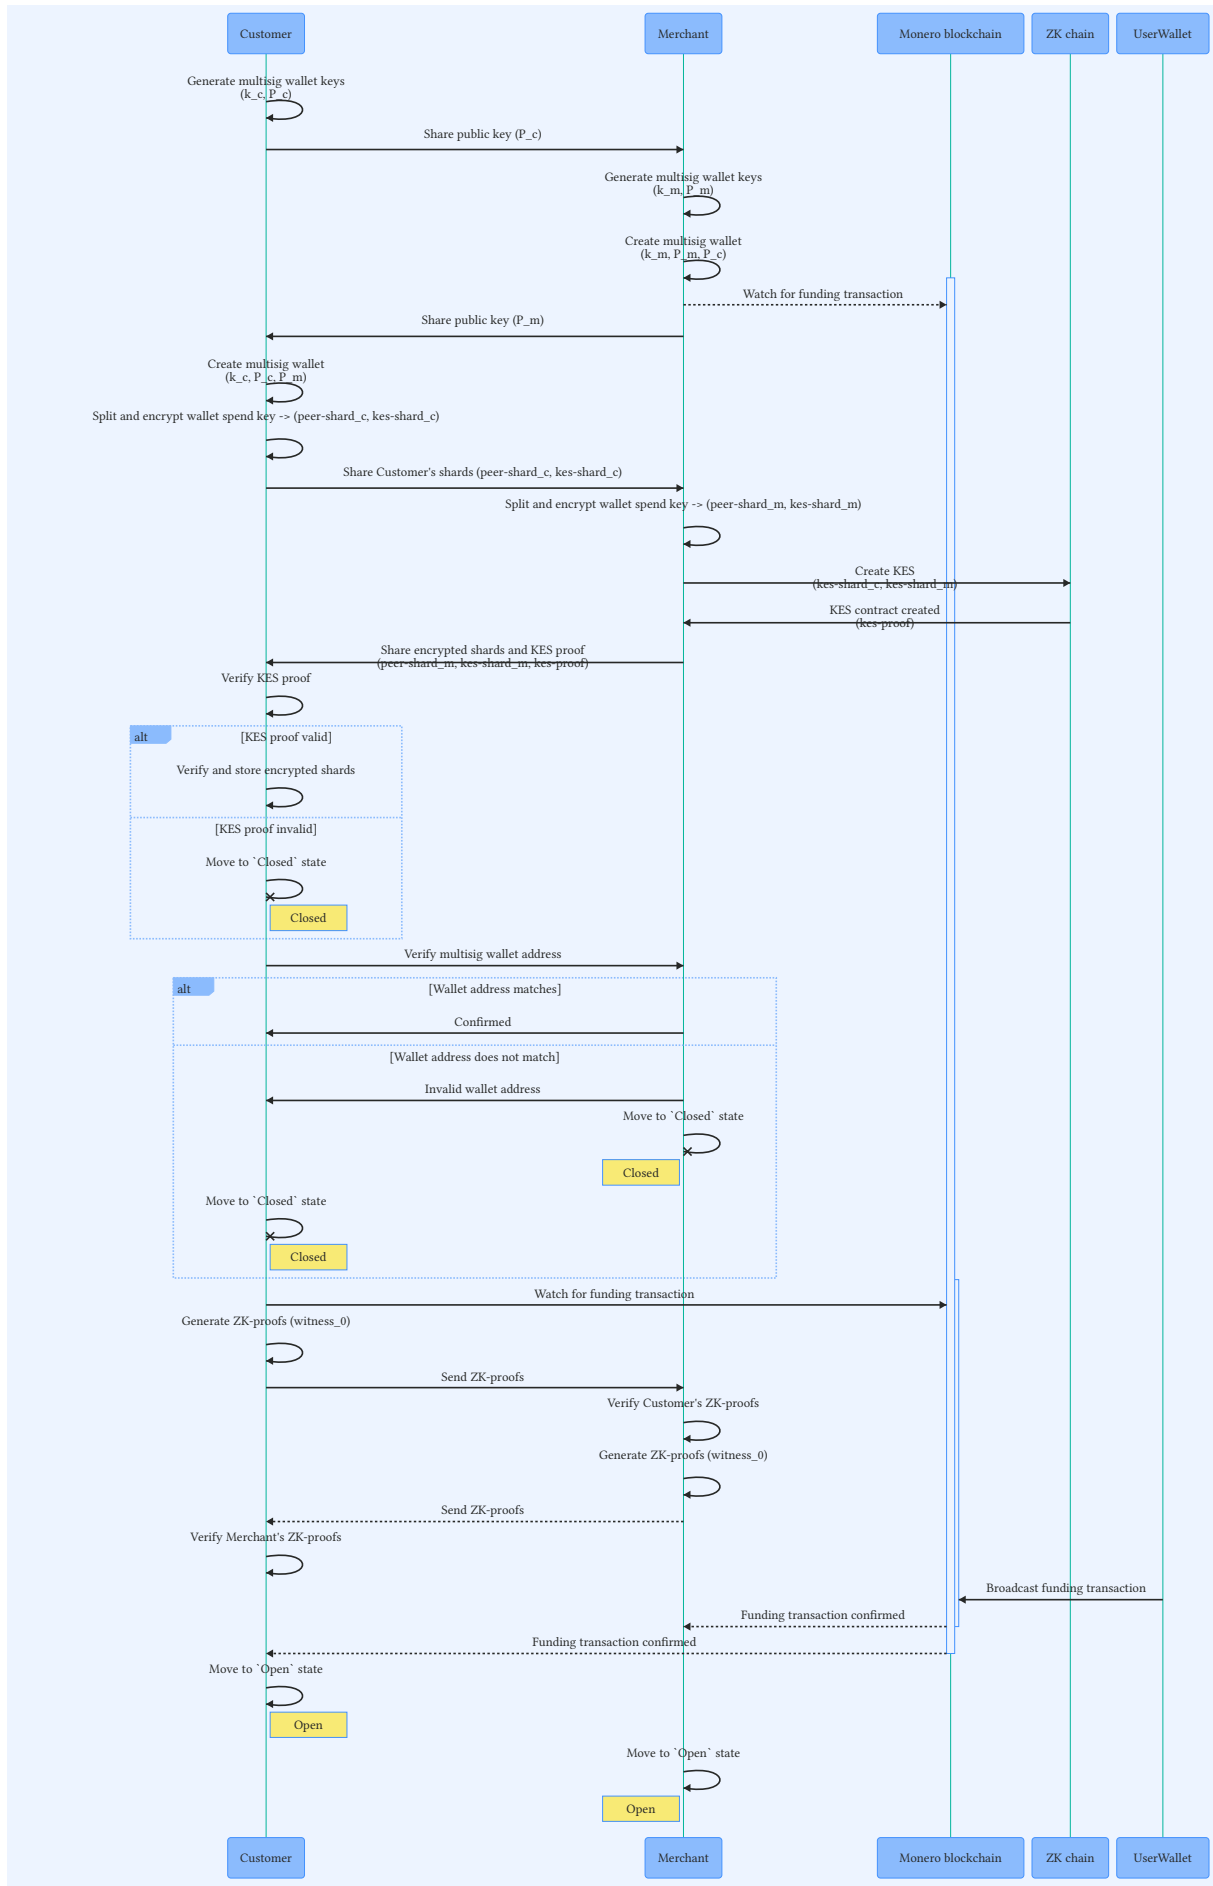 Customer
Merchant
Monero blockchain
ZK chain
UserWallet
Generate multisig wallet keys
(k_c, P_c)
Share public key (P_c)
Generate multisig wallet keys
(k_m, P_m)
Create multisig wallet
(k_m, P_m, P_c)
Watch for funding transaction
Share public key (P_m)
Create multisig wallet
(k_c, P_c, P_m)
Split and encrypt wallet spend key -> (peer-shard_c, kes-shard_c)
Share Customer's shards (peer-shard_c, kes-shard_c)
Split and encrypt wallet spend key -> (peer-shard_m, kes-shard_m)
Create KES
(kes-shard_c, kes-shard_m)
KES contract created
(kes-proof)
Share encrypted shards and KES proof
(peer-shard_m, kes-shard_m, kes-proof)
Verify KES proof
alt
[KES proof valid]
Verify and store encrypted shards
[KES proof invalid]
Move to `Closed` state
Closed
Verify multisig wallet address
alt
[Wallet address matches]
Confirmed
[Wallet address does not match]
Invalid wallet address
Move to `Closed` state
Closed
Move to `Closed` state
Closed
Watch for funding transaction
Generate ZK-proofs (witness_0)
Send ZK-proofs
Verify Customer's ZK-proofs
Generate ZK-proofs (witness_0)
Send ZK-proofs
Verify Merchant's ZK-proofs
Broadcast funding transaction
Funding transaction confirmed
Funding transaction confirmed
Move to `Open` state
Open
Move to `Open` state
Open
Customer
Merchant
Monero blockchain
ZK chain
UserWallet